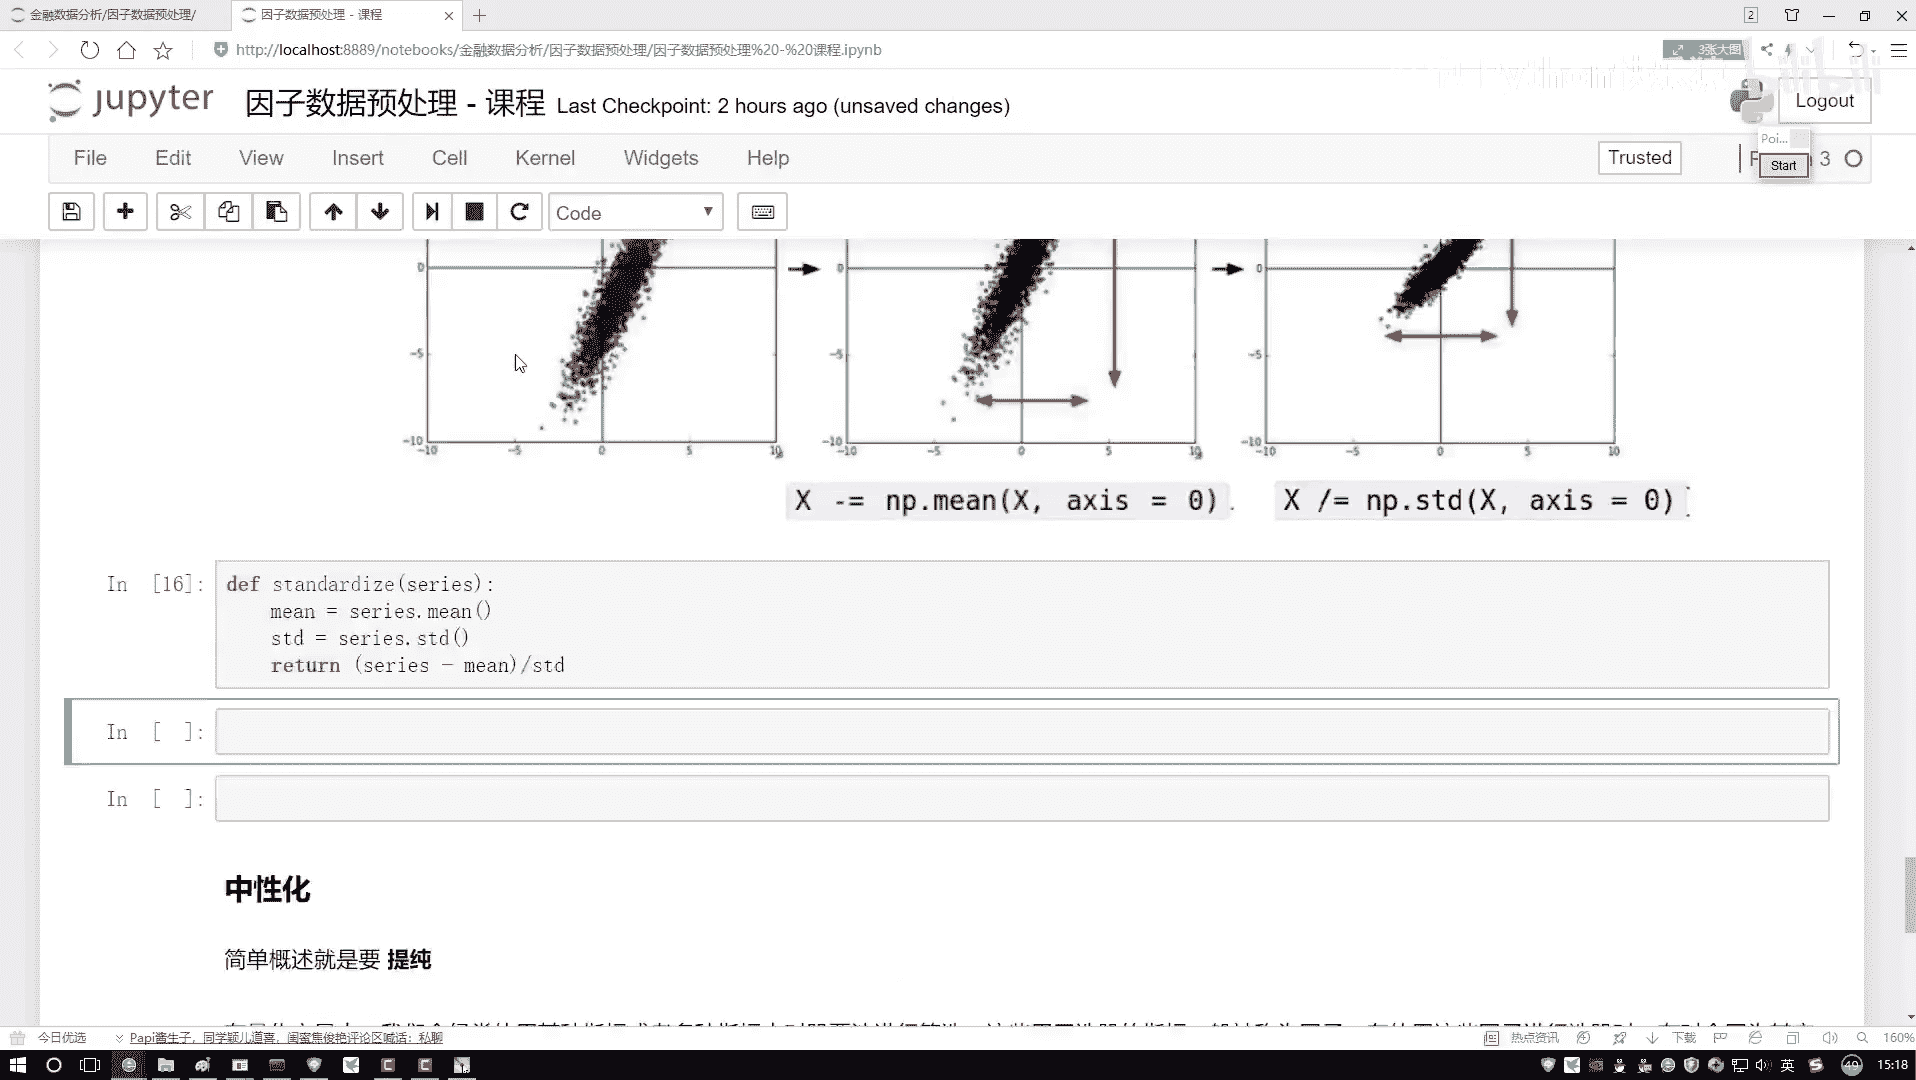 金融数据分析/因子数据预处理/
因子数据预处理 - 课程
2
http://localhost:8889/notebooks/金融数据分析/因子数据预处理/因子数据预处理%20-%20课程.ipynb
3张大图
bilibili
jupyter
因子数据预处理 - 课程
Last Checkpoint: 2 hours ago (unsaved changes)
Logout
Poi...
Start
File Edit View Insert Cell Kernel Widgets Help
Trusted
3
Code
0 0 0
-5 -5 -5
-10 -10 -10
-10 -5 0 5 10
-10 -5 0 5 10
-10 -5 0 5 10
X -= np.mean(X, axis = 0)
X /= np.std(X, axis = 0)
In [16]:
def standardize(series):
mean = series.mean()
std = series.std()
return (series - mean)/std
In [ ]:
In [ ]:
中性化
简单概述就是要 提纯
今日优选
Papi酱生子，同学颖儿道喜，闺蜜焦俊艳评论区喊话：私聊
热点资讯
下载
160%
英
49
15:18